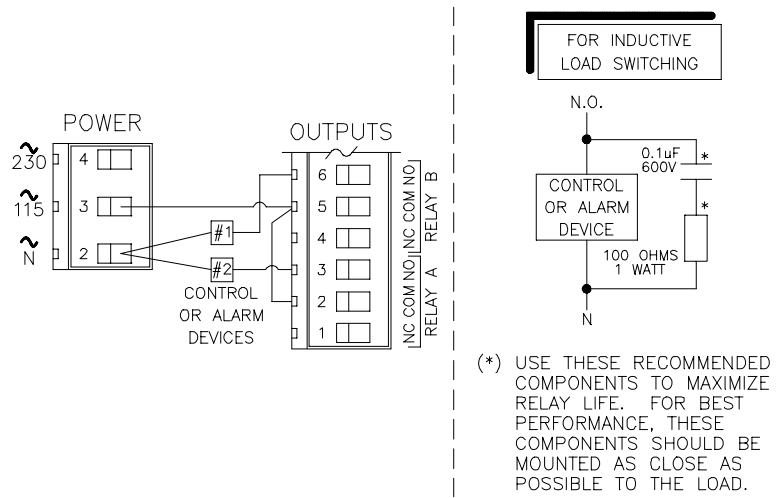 POWER
~
230
4
~
115
3
~
N
2
#1
#2
CONTROL
OR ALARM
DEVICES
OUTPUTS
6
5
4
3
2
1
NC COM NO
RELAY B
NC COM NO
RELAY A
FOR INDUCTIVE
LOAD SWITCHING
N.O.
0.1uF
600V
*
CONTROL
OR ALARM
DEVICE
*
100 OHMS
1 WATT
N
(*) USE THESE RECOMMENDED
COMPONENTS TO MAXIMIZE
RELAY LIFE. FOR BEST
PERFORMANCE, THESE
COMPONENTS SHOULD BE
MOUNTED AS CLOSE AS
POSSIBLE TO THE LOAD.